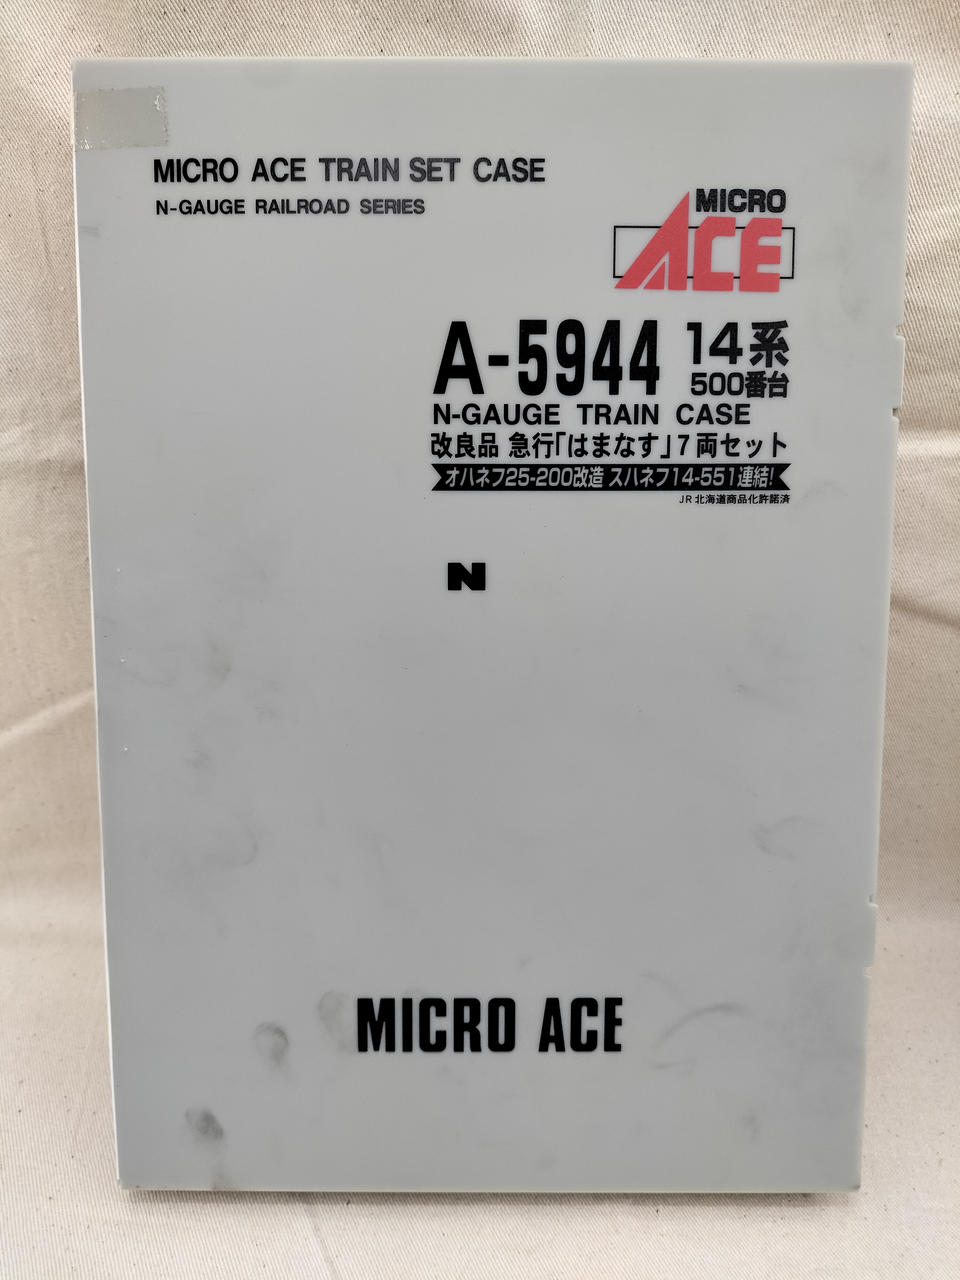 MICRO ACE TRAIN SET CASE
N-GAUGE RAILROAD SERIES
MICRO
ACE
A-5944 14系
500番台
N-GAUGE TRAIN CASE
改良品 急行「はまなす」7両セット
オハネフ25-200改造 スハネフ14-551連結!
JR北海道商品化許諾済
N
MICRO ACE